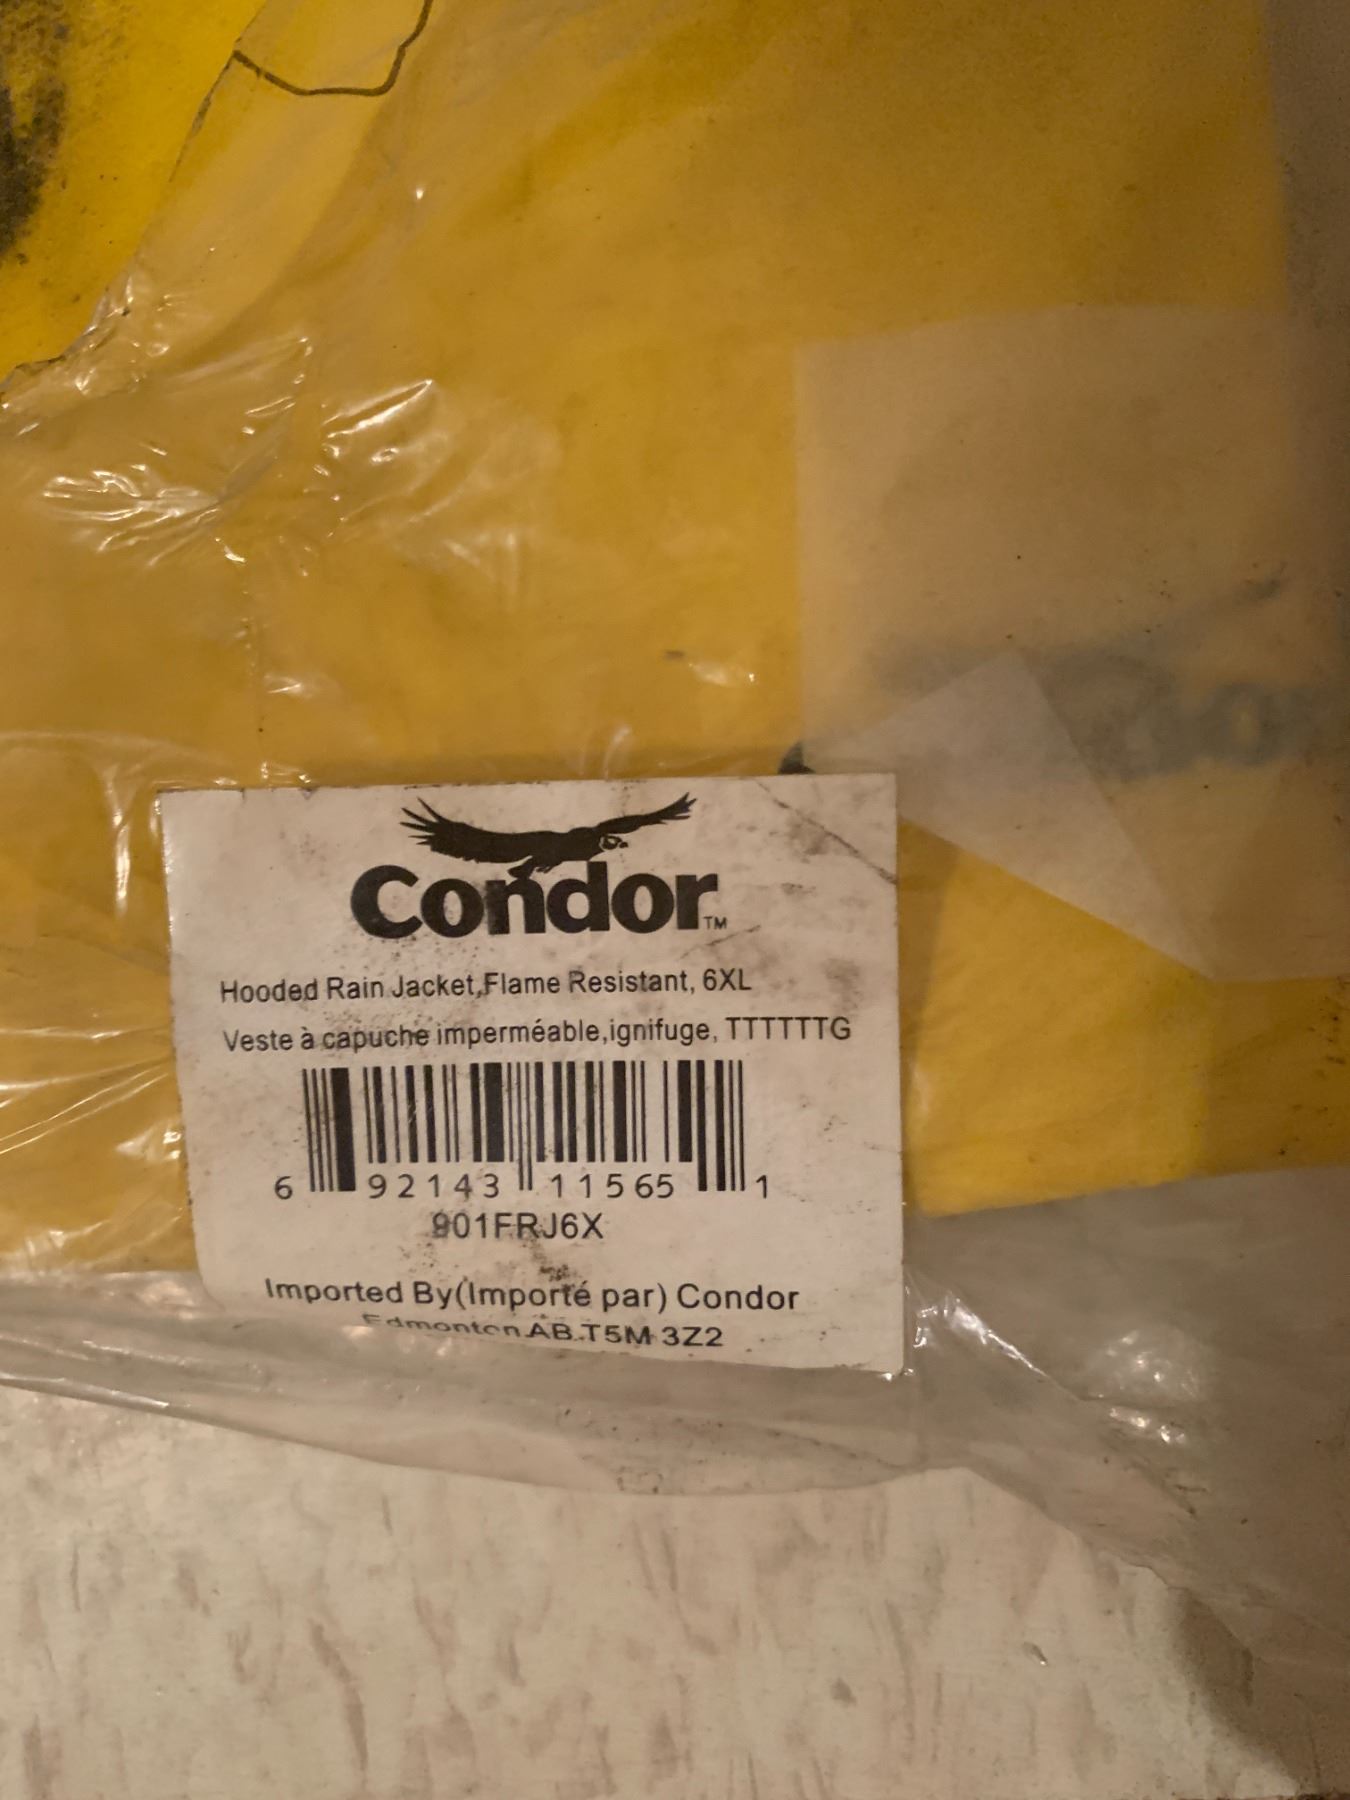 Condor™
Hooded Rain Jacket,Flame Resistant, 6XL
Veste à capuche imperméable,ignifuge, TTTTTTG
6 92143 11565 1
901FRJ6X
Imported By(Importé par) Condor
Edmonton AB.T5M 3Z2